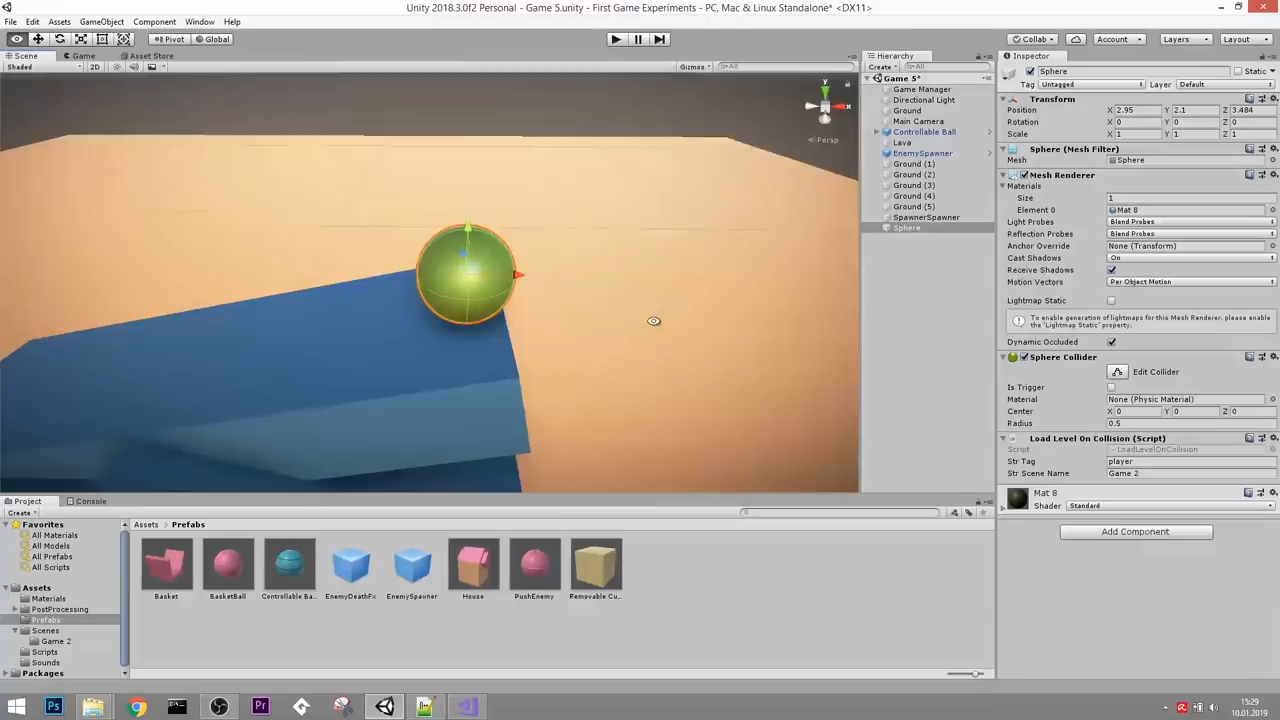 Unity 2018.3.0f2 Personal - Game 5.unity - First Game Experiments - PC, Mac & Linux Standalone* <DX11>
File Edit Assets GameObject Component Window Help
Pivot Global Collab Account Layers Layout
Scene Game Asset Store
Shaded 2D Gizmos All
y
x
Persp
Hierarchy
Create All
Game 5*
Game Manager
Directional Light
Ground
Main Camera
Controllable Ball
Lava
EnemySpawner
Ground (1)
Ground (2)
Ground (3)
Ground (4)
Ground (5)
SpawnerSpawner
Sphere
Inspector
Sphere Static
Tag Untagged Layer Default
Transform
Position X 2.95 Y 2.1 Z 3.484
Rotation X 0 Y 0 Z 0
Scale X 1 Y 1 Z 1
Sphere (Mesh Filter)
Mesh Sphere
Mesh Renderer
Materials
Size 1
Element 0 Mat 8
Light Probes Blend Probes
Reflection Probes Blend Probes
Anchor Override None (Transform)
Cast Shadows On
Receive Shadows
Motion Vectors Per Object Motion
Lightmap Static
To enable generation of lightmaps for this Mesh Renderer, please enable
the 'Lightmap Static' property.
Dynamic Occluded
Sphere Collider
Edit Collider
Is Trigger
Material None (Physic Material)
Center X 0 Y 0 Z 0
Radius 0.5
Load Level On Collision (Script)
Script LoadLevelOnCollision
Str Tag player
Str Scene Name Game 2
Mat 8
Shader Standard
Add Component
Project Console
Create
Favorites
All Materials
All Models
All Prefabs
All Scripts
Assets
Materials
PostProcessing
Prefabs
Scenes
Game 2
Scripts
Sounds
Packages
Assets Prefabs
Basket BasketBall Controllable Ba... EnemyDeathFx EnemySpawner House PushEnemy Removable Cu...
Ps Pr
15:29
10.01.2019